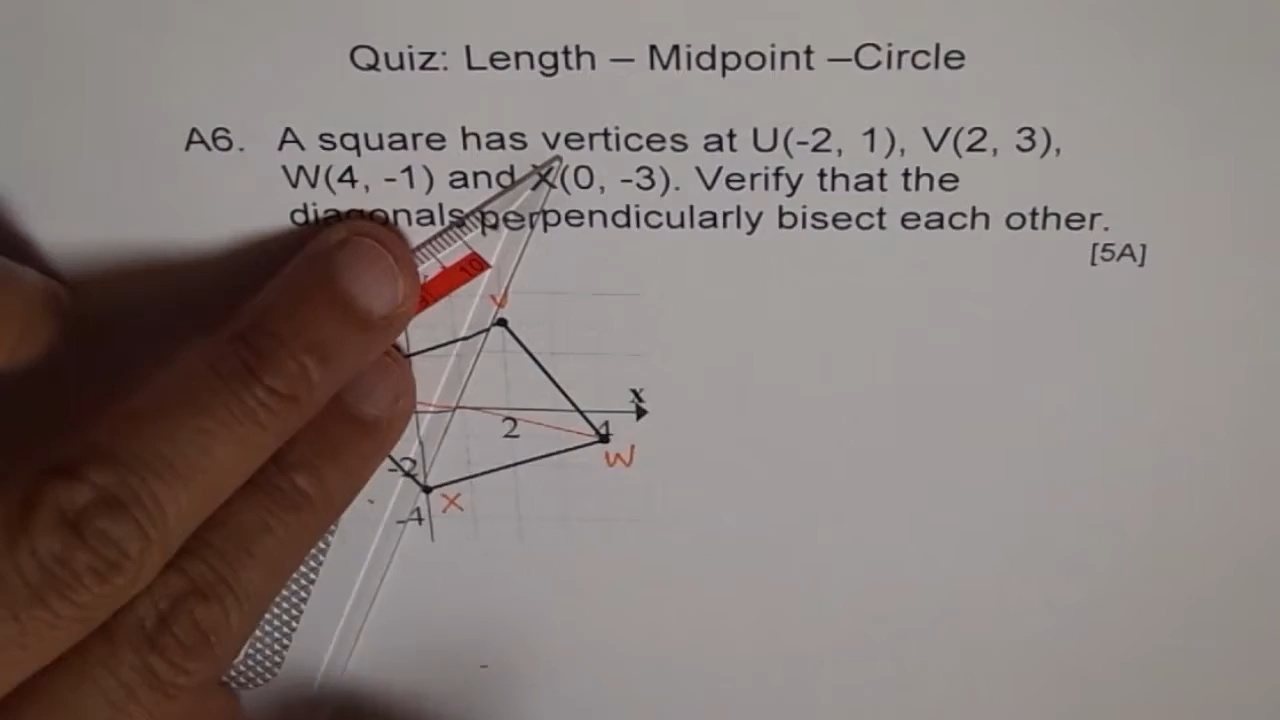 Quiz: Length – Midpoint –Circle
A6. A square has vertices at U(-2, 1), V(2, 3),
W(4, -1) and X(0, -3). Verify that the
diagonals perpendicularly bisect each other.
[5A]
10
V
x
2
4
W
-2
X
-4